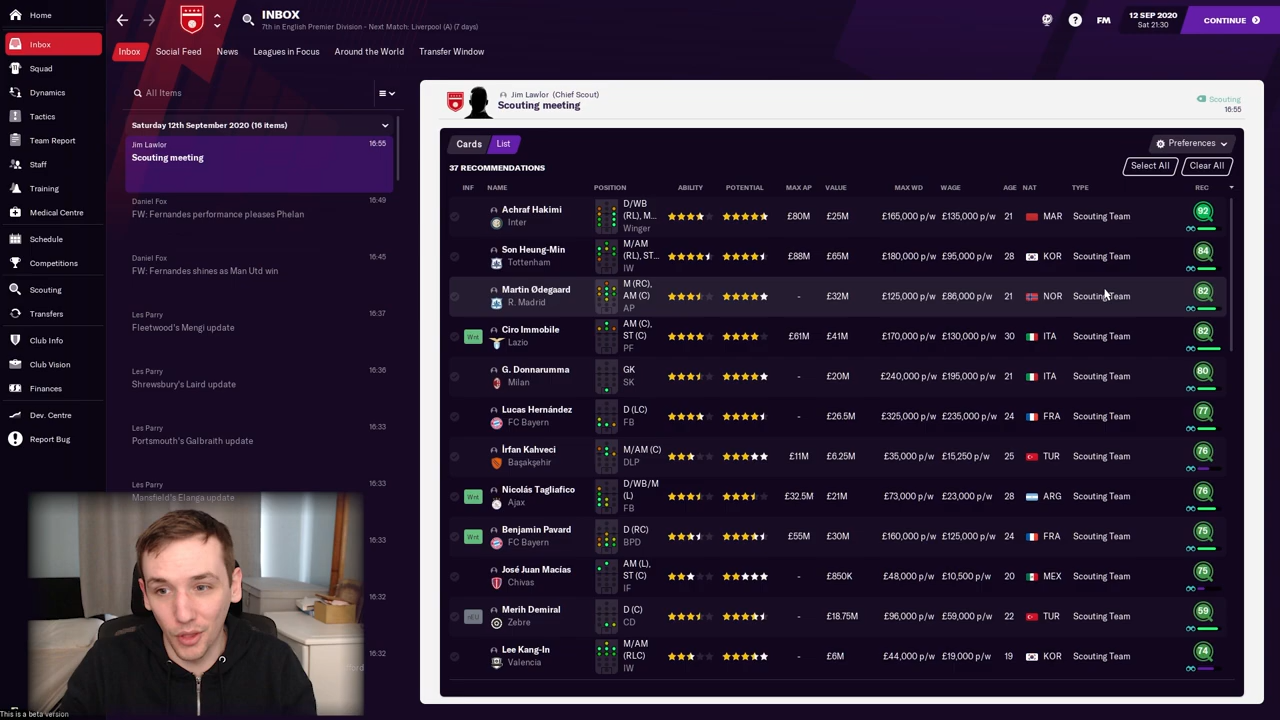 Home
Inbox
Squad
Dynamics
Tactics
Team Report
Staff
Training
Medical Centre
Schedule
Competitions
Scouting
Transfers
Club Info
Club Vision
Finances
Dev. Centre
Report Bug
This is a beta version
INBOX
7th in English Premier Division - Next Match: Liverpool (A) (7 days)
? FM 12 SEP 2020
Sat 21:30
CONTINUE
Inbox Social Feed News Leagues in Focus Around the World Transfer Window
All Items
Saturday 12th September 2020 (16 items)
Jim Lawlor 16:55
Scouting meeting
Daniel Fox 16:49
FW: Fernandes performance pleases Phelan
Daniel Fox 16:45
FW: Fernandes shines as Man Utd win
Les Parry 16:37
Fleetwood's Mengi update
Les Parry 16:36
Shrewsbury's Laird update
Les Parry 16:33
Portsmouth's Galbraith update
Les Parry 16:33
Mansfield's Elanga update
16:33
16:32
16:32
Jim Lawlor (Chief Scout)
Scouting meeting
Scouting
16:55
Cards List Preferences
37 RECOMMENDATIONS Select All Clear All
INF NAME POSITION ABILITY POTENTIAL MAX AP VALUE MAX WD WAGE AGE NAT TYPE REC
Achraf Hakimi Inter D/WB (RL), M... Winger £80M £25M £165,000 p/w £135,000 p/w 21 MAR Scouting Team 92
Son Heung-Min Tottenham M/AM (RL), ST... IW £88M £65M £180,000 p/w £95,000 p/w 28 KOR Scouting Team 84
Martin Ødegaard R. Madrid M (RC), AM (C) AP - £32M £125,000 p/w £86,000 p/w 21 NOR Scouting Team 82
Wnt Ciro Immobile Lazio AM (C), ST (C) PF £61M £41M £170,000 p/w £130,000 p/w 30 ITA Scouting Team 82
G. Donnarumma Milan GK SK - £20M £240,000 p/w £195,000 p/w 21 ITA Scouting Team 80
Lucas Hernández FC Bayern D (LC) FB - £26.5M £325,000 p/w £235,000 p/w 24 FRA Scouting Team 77
İrfan Kahveci Başakşehir M/AM (C) DLP £11M £6.25M £35,000 p/w £15,250 p/w 25 TUR Scouting Team 76
Wnt Nicolás Tagliafico Ajax D/WB/M (L) FB £32.5M £21M £73,000 p/w £23,000 p/w 28 ARG Scouting Team 76
Wnt Benjamin Pavard FC Bayern D (RC) BPD £55M £30M £160,000 p/w £125,000 p/w 24 FRA Scouting Team 75
José Juan Macías Chivas AM (L), ST (C) IF - £850K £48,000 p/w £10,500 p/w 20 MEX Scouting Team 75
Merih Demiral Zebre D (C) CD - £18.75M £96,000 p/w £59,000 p/w 22 TUR Scouting Team 59
Lee Kang-In Valencia M/AM (RLC) IW - £6M £44,000 p/w £19,000 p/w 19 KOR Scouting Team 74